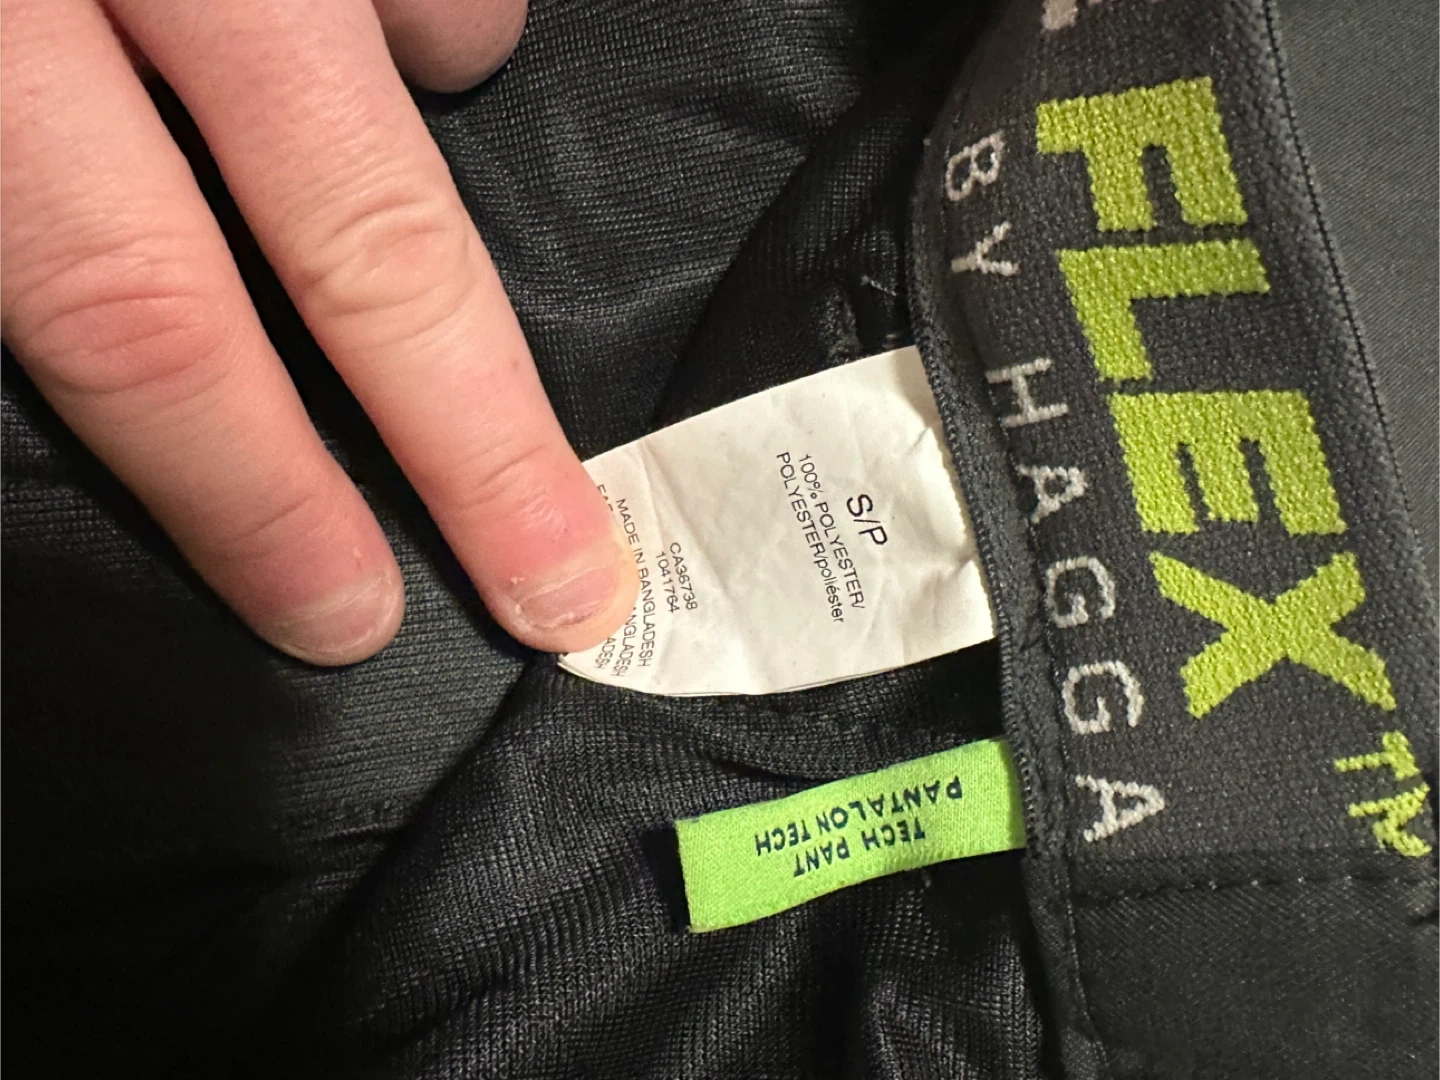 FLEX™
BY HAGGA
S/P
100% POLYESTER/
POLYESTER/poliéster
CA36738
1041764
MADE IN BANGLADESH
TECH PANT
PANTALON TECH